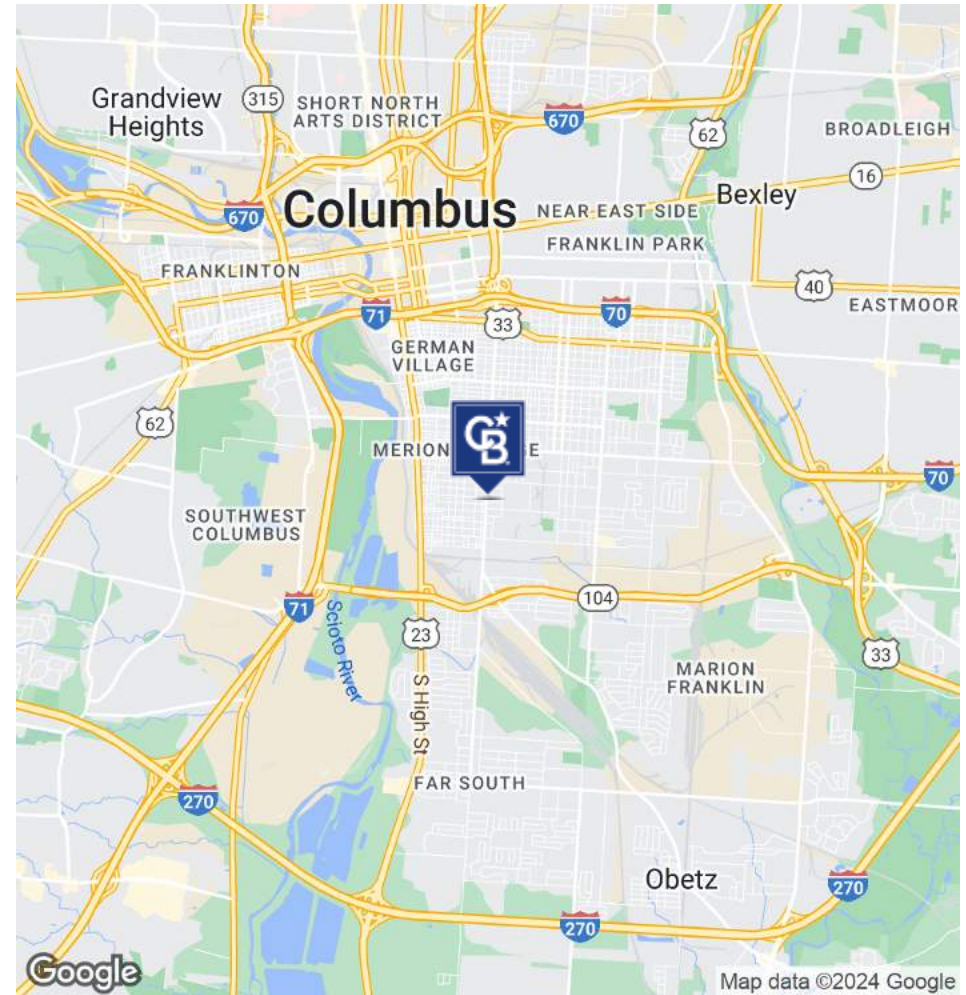 Grandview
Heights
315
SHORT NORTH
ARTS DISTRICT
670
62
BROADLEIGH
16
Bexley
670
Columbus
NEAR EAST SIDE
FRANKLIN PARK
FRANKLINTON
40
EASTMOOR
71
33
70
GERMAN
VILLAGE
62
CB
MERION
GE
70
SOUTHWEST
COLUMBUS
71
104
Scioto River
23
33
MARION
FRANKLIN
S High St
FAR SOUTH
270
Obetz
270
270
Google
Map data ©2024 Google